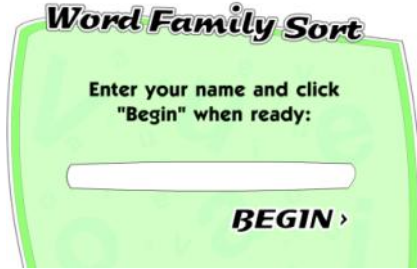 Word Family Sort
Enter your name and click
"Begin" when ready:
BEGIN ›